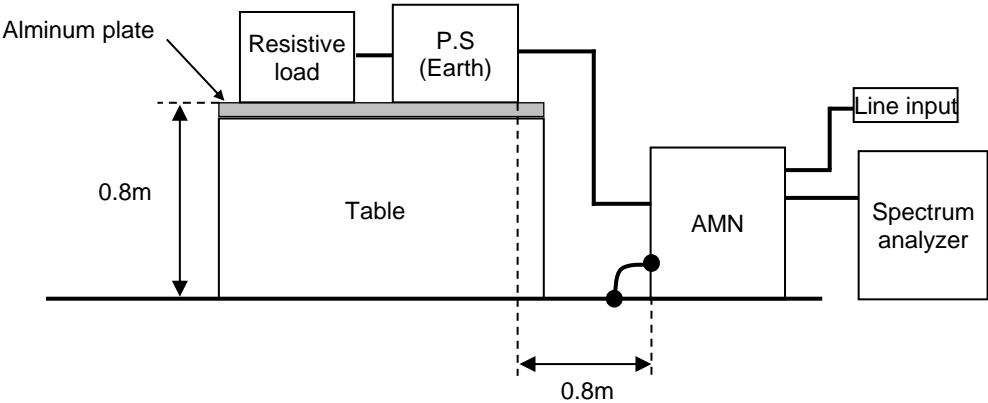 Alminum plate
Resistive
load
P.S
(Earth)
Line input
0.8m
Table
AMN
Spectrum
analyzer
0.8m